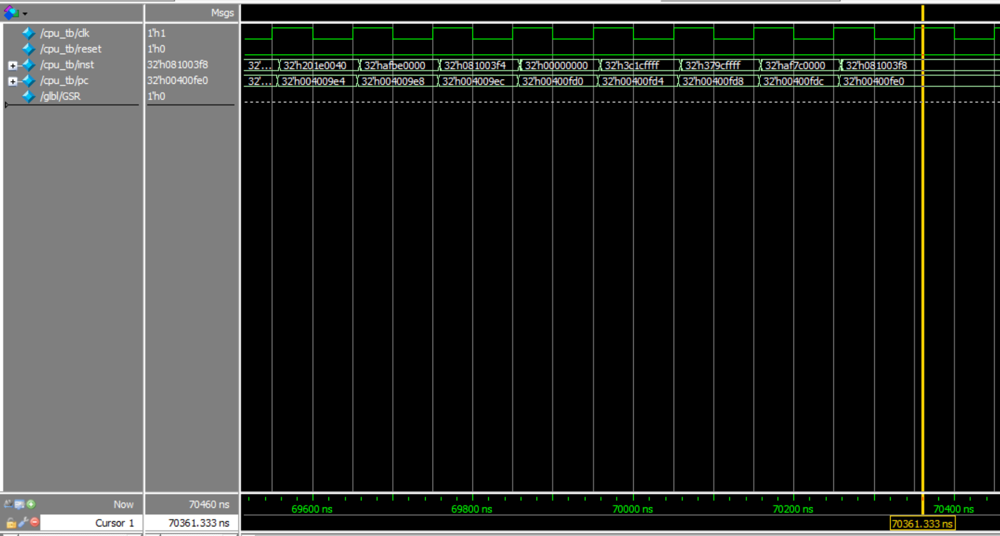 Msgs
/cpu_tb/clk 1'h1
/cpu_tb/reset 1'h0
/cpu_tb/inst 32'h081003f8 32'... 32'h201e0040 32'hafbe0000 32'h081003f4 32'h00000000 32'h3c1cffff 32'h379cffff 32'haf7c0000 32'h081003f8
/cpu_tb/pc 32'h00400fe0 32'... 32'h004009e4 32'h004009e8 32'h004009ec 32'h00400fd0 32'h00400fd4 32'h00400fd8 32'h00400fdc 32'h00400fe0
/glbl/GSR 1'h0
Now 70460 ns 69600 ns 69800 ns 70000 ns 70200 ns 70400 ns
Cursor 1 70361.333 ns 70361.333 ns